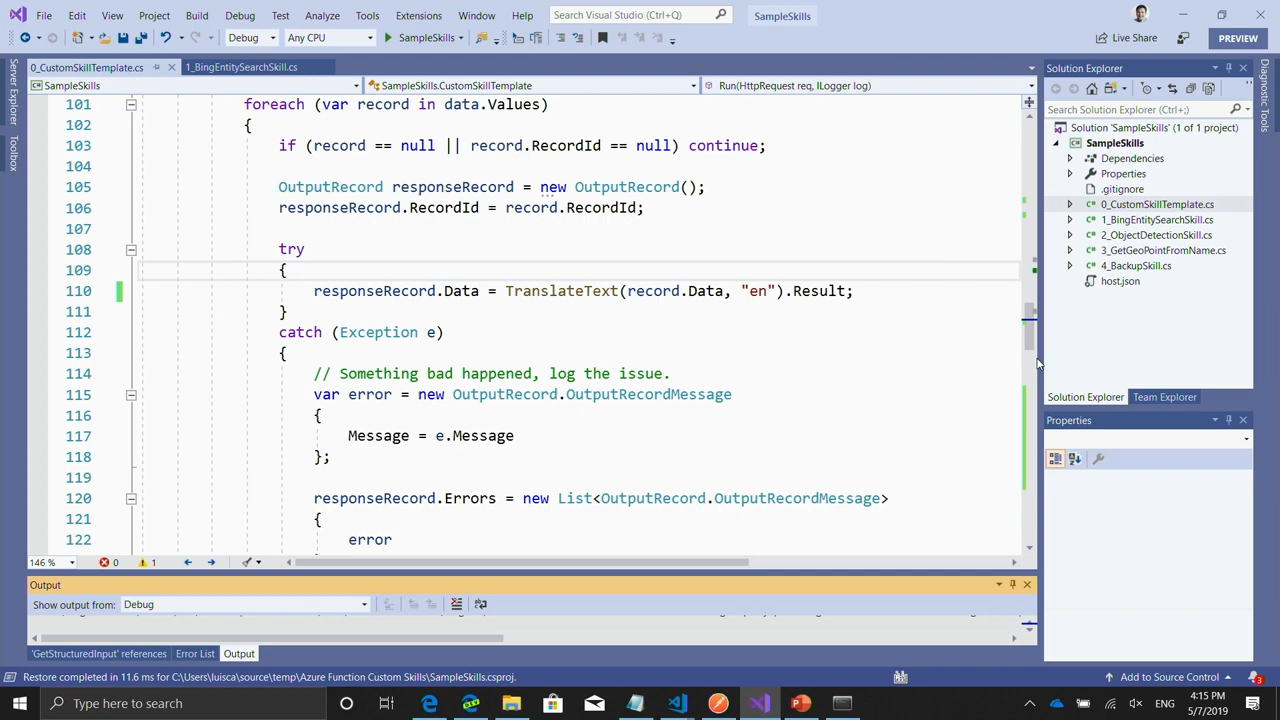 File Edit View Project Build Debug Test Analyze Tools Extensions Window Help Search Visual Studio (Ctrl+Q) SampleSkills
Debug Any CPU SampleSkills Live Share PREVIEW
0_CustomSkillTemplate.cs 1_BingEntitySearchSkill.cs
SampleSkills SampleSkills.CustomSkillTemplate Run(HttpRequest req, ILogger log)
Server Explorer
Toolbox
101 foreach (var record in data.Values)
102 {
103 if (record == null || record.RecordId == null) continue;
104
105 OutputRecord responseRecord = new OutputRecord();
106 responseRecord.RecordId = record.RecordId;
107
108 try
109 {
110 responseRecord.Data = TranslateText(record.Data, "en").Result;
111 }
112 catch (Exception e)
113 {
114 // Something bad happened, log the issue.
115 var error = new OutputRecord.OutputRecordMessage
116 {
117 Message = e.Message
118 };
119
120 responseRecord.Errors = new List<OutputRecord.OutputRecordMessage>
121 {
122 error
146 % 0 1
Output
Show output from: Debug
'GetStructuredInput' references Error List Output
Solution Explorer
Search Solution Explorer (Ctrl+;)
Solution 'SampleSkills' (1 of 1 project)
SampleSkills
Dependencies
Properties
.gitignore
C# 0_CustomSkillTemplate.cs
C# 1_BingEntitySearchSkill.cs
C# 2_ObjectDetectionSkill.cs
C# 3_GetGeoPointFromName.cs
C# 4_BackupSkill.cs
host.json
Solution Explorer Team Explorer
Properties
Diagnostic Tools
Restore completed in 11.6 ms for C:\Users\luisca\source\temp\Azure Function Custom Skills\SampleSkills.csproj. Add to Source Control 3
Type here to search ENG 4:15 PM
5/7/2019